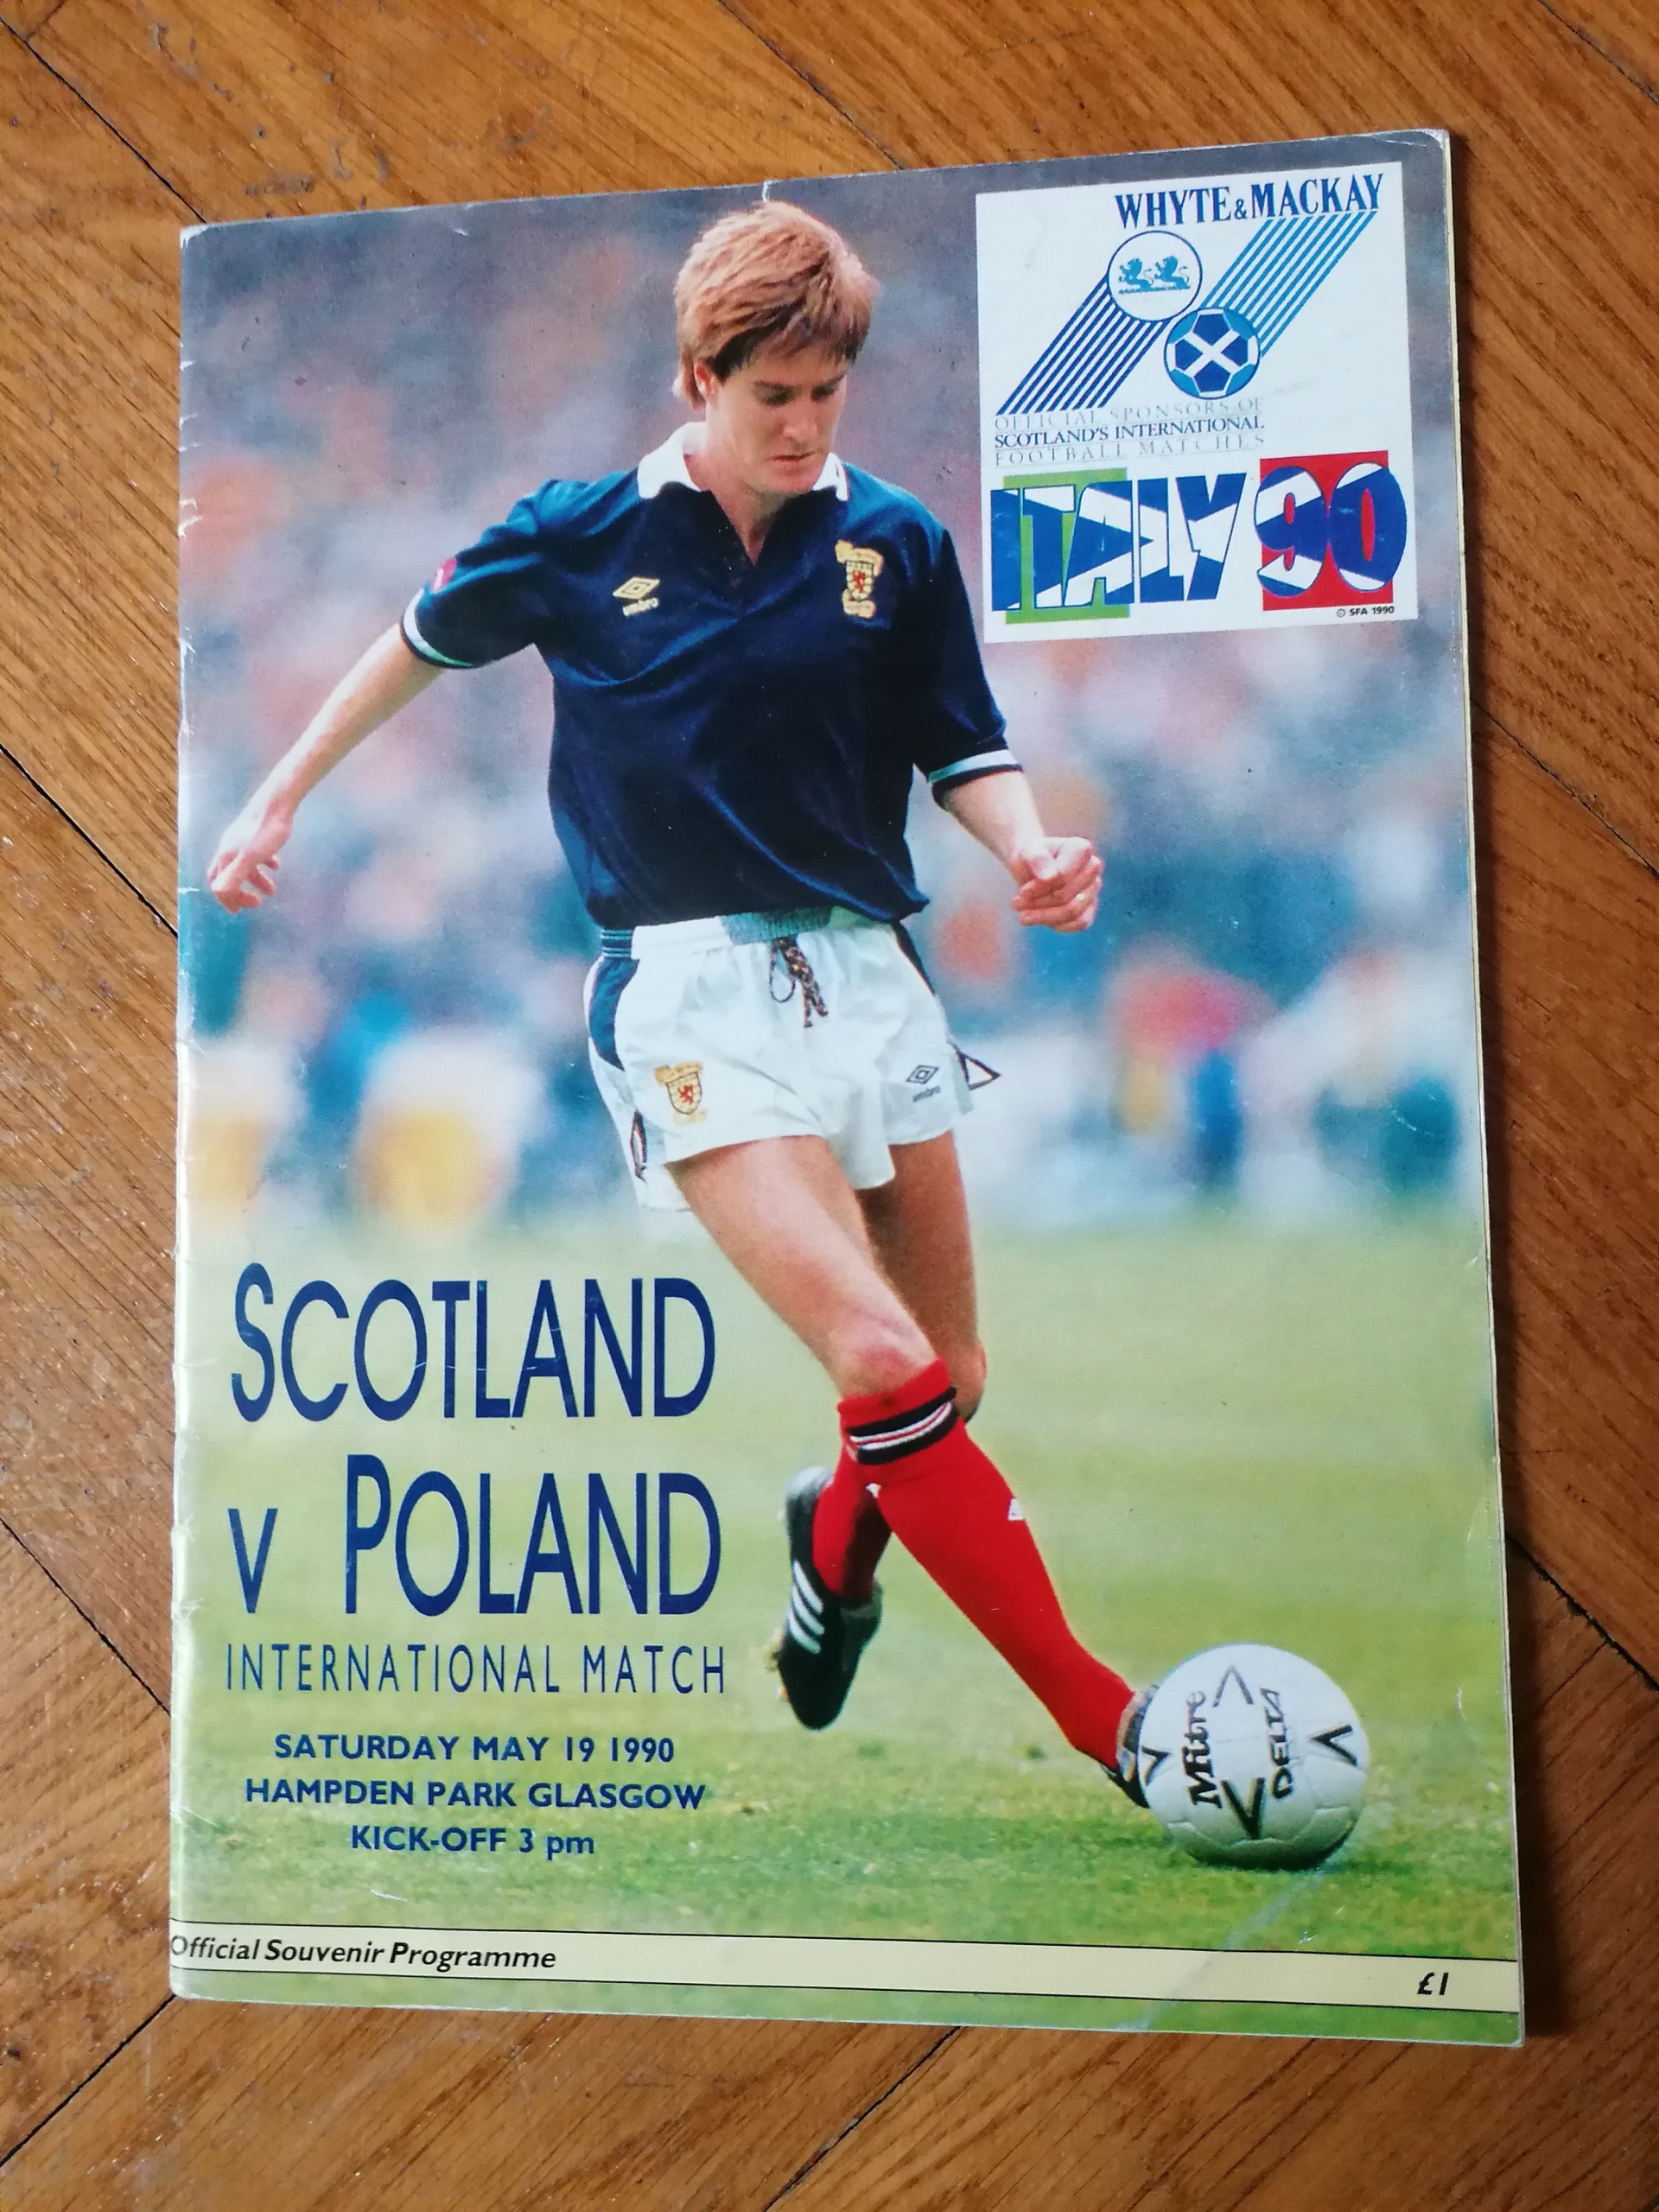 WHYTE&MACKAY
OFFICIAL SPONSORS OF
SCOTLAND'S INTERNATIONAL
FOOTBALL MATCHES
ITALY 90
© SFA 1990
umbro
umbro
SCOTLAND
V POLAND
INTERNATIONAL MATCH
SATURDAY MAY 19 1990
HAMPDEN PARK GLASGOW
KICK-OFF 3 pm
Mitre
DELTA
Official Souvenir Programme
£1